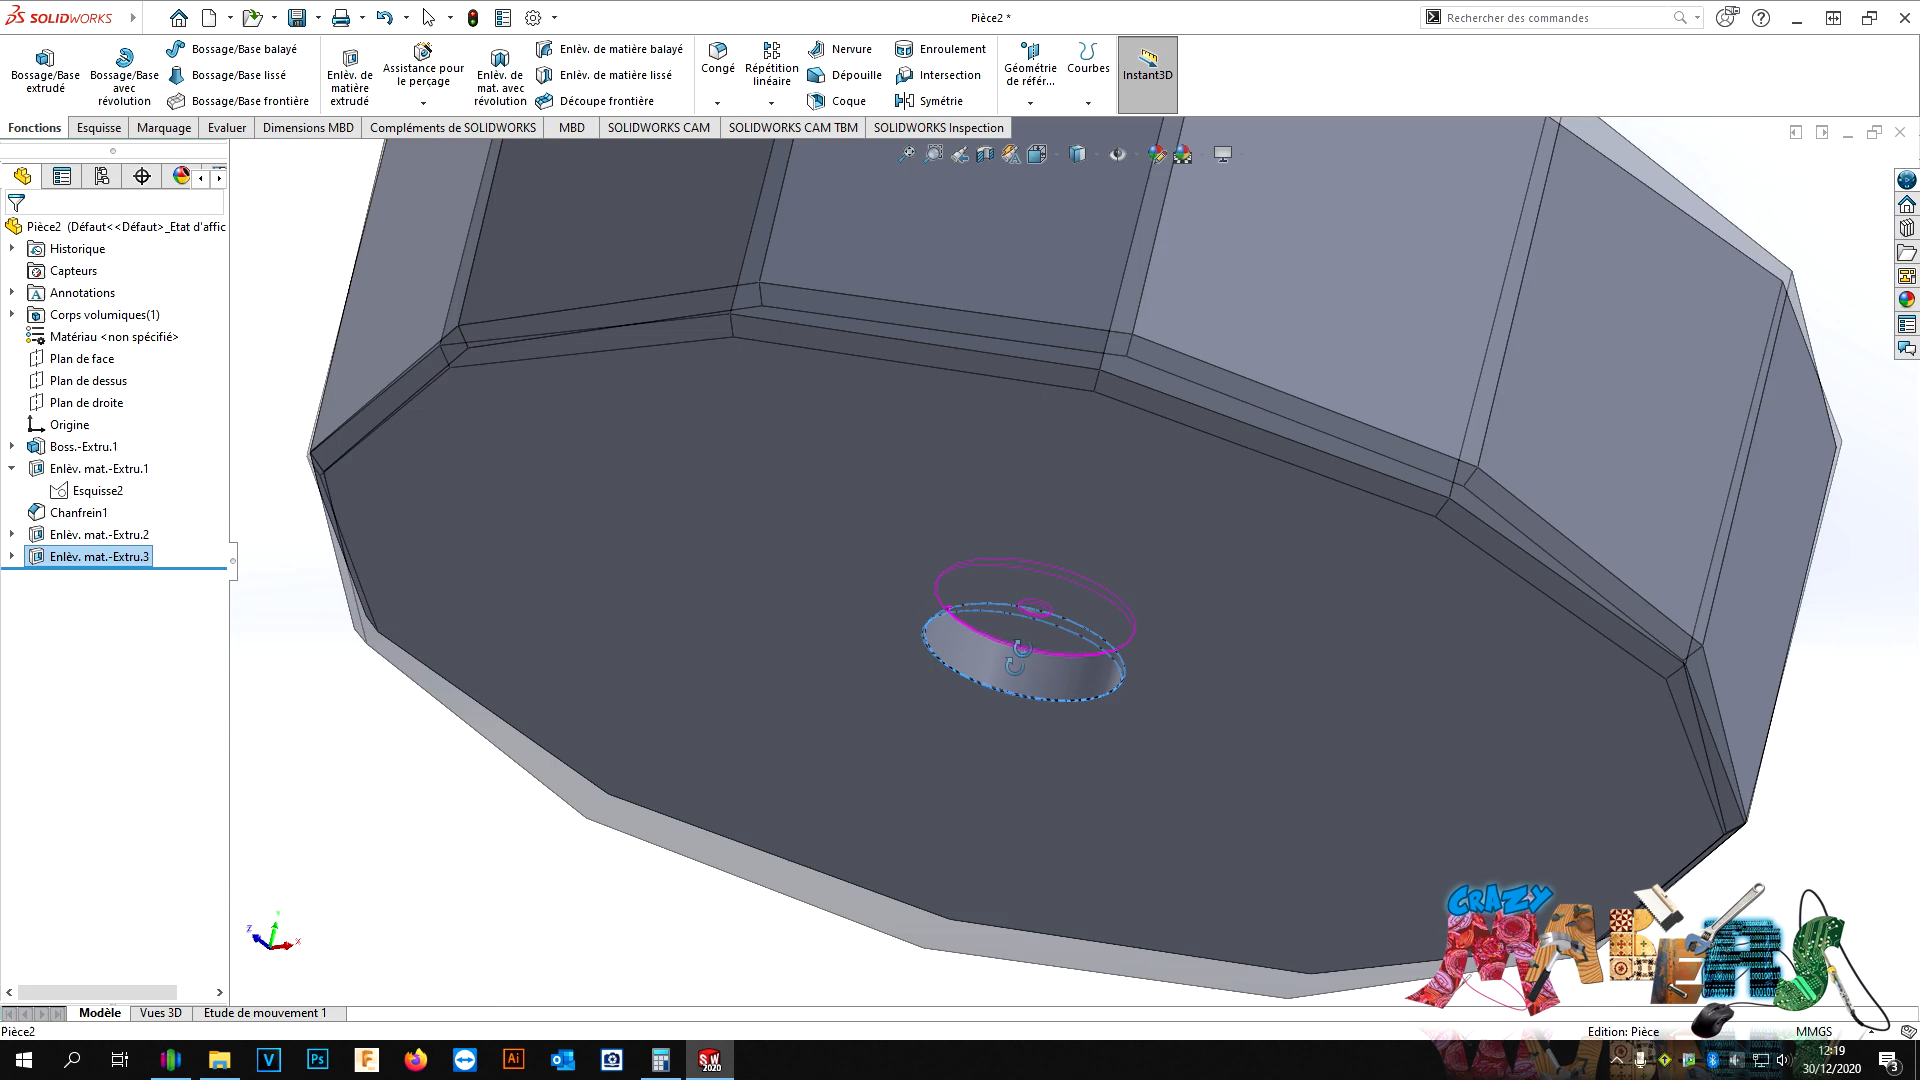 SOLIDWORKS
Pièce2 *
Rechercher des commandes
Bossage/Base extrudé
Bossage/Base avec révolution
Bossage/Base balayé
Bossage/Base lissé
Bossage/Base frontière
Enlèv. de matière extrudé
Assistance pour le perçage
Enlèv. de mat. avec révolution
Enlèv. de matière balayé
Enlèv. de matière lissé
Découpe frontière
Congé
Répétition linéaire
Nervure
Dépouille
Coque
Enroulement
Intersection
Symétrie
Géométrie de référ...
Courbes
Instant3D
Fonctions
Esquisse
Marquage
Evaluer
Dimensions MBD
Compléments de SOLIDWORKS
MBD
SOLIDWORKS CAM
SOLIDWORKS CAM TBM
SOLIDWORKS Inspection
Pièce2 (Défaut<<Défaut>_Etat d'affic
Historique
Capteurs
Annotations
Corps volumiques(1)
Matériau <non spécifié>
Plan de face
Plan de dessus
Plan de droite
Origine
Boss.-Extru.1
Enlèv. mat.-Extru.1
Esquisse2
Chanfrein1
Enlèv. mat.-Extru.2
Enlèv. mat.-Extru.3
Z
X
CRAZY
MAKERS
Modèle
Vues 3D
Etude de mouvement 1
Pièce2
Edition: Pièce
MMGS
V
Ps
Ai
SW
2020
12:19
30/12/2020
3